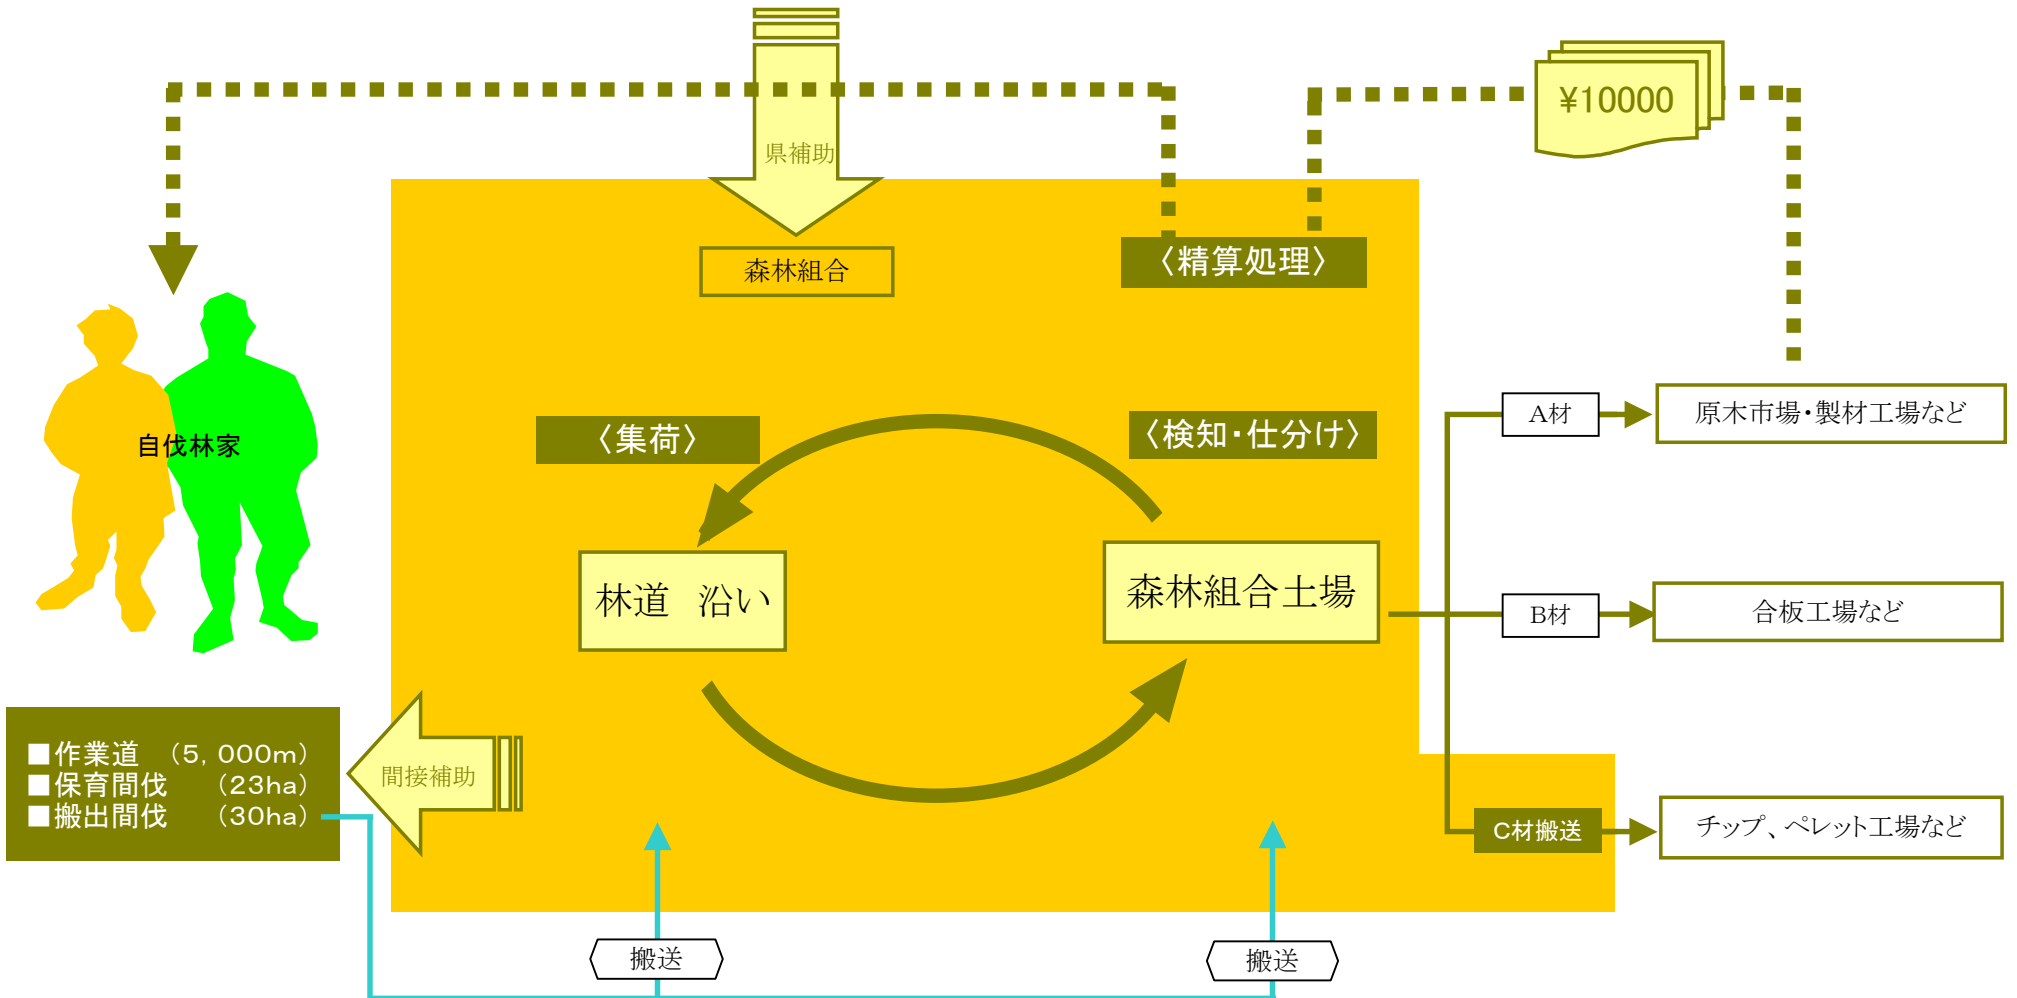 ¥10000
県補助
〈精算処理〉
森林組合
A材
原木市場・製材工場など
〈集荷〉
〈検知・仕分け〉
自伐林家
林道　沿い
森林組合土場
B材
合板工場など
■作業道　（5，000m）
■保育間伐　（23ha）
■搬出間伐　（30ha）
間接補助
C材搬送
チップ、ペレット工場など
搬送
搬送